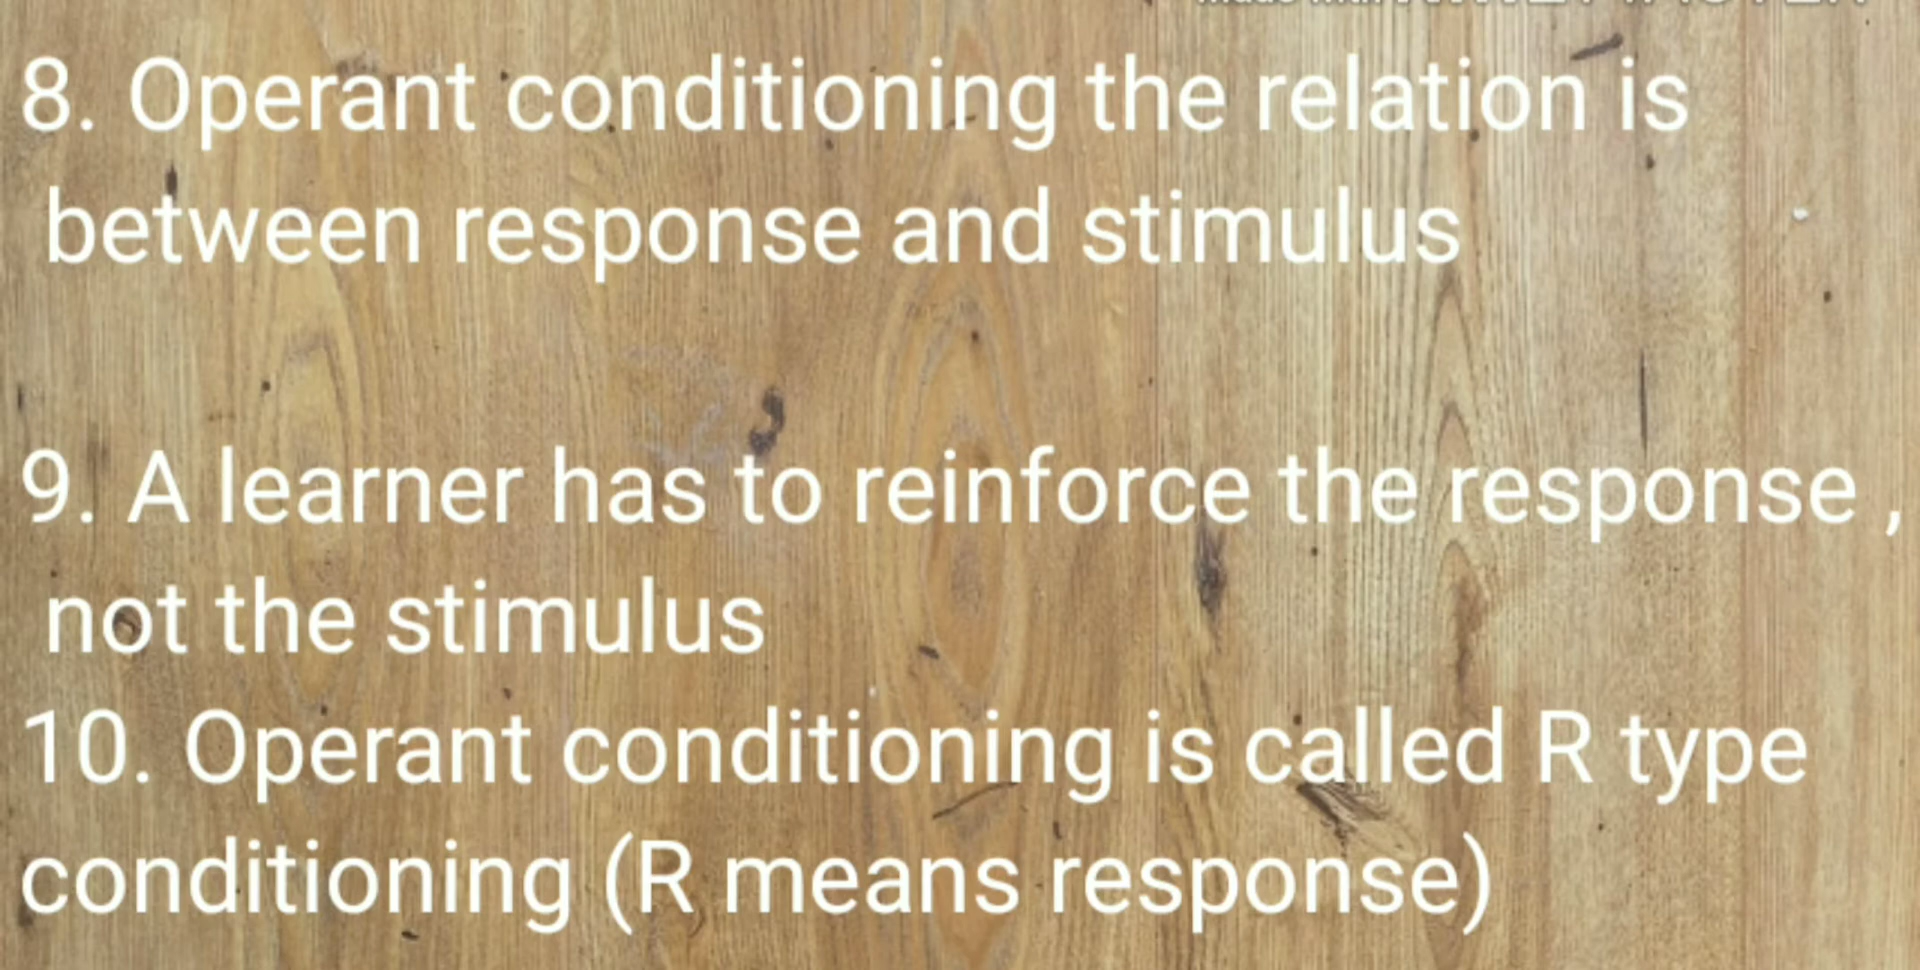 8. Operant conditioning the relation is
between response and stimulus
9. A learner has to reinforce the response ,
not the stimulus
10. Operant conditioning is called R type
conditioning (R means response)